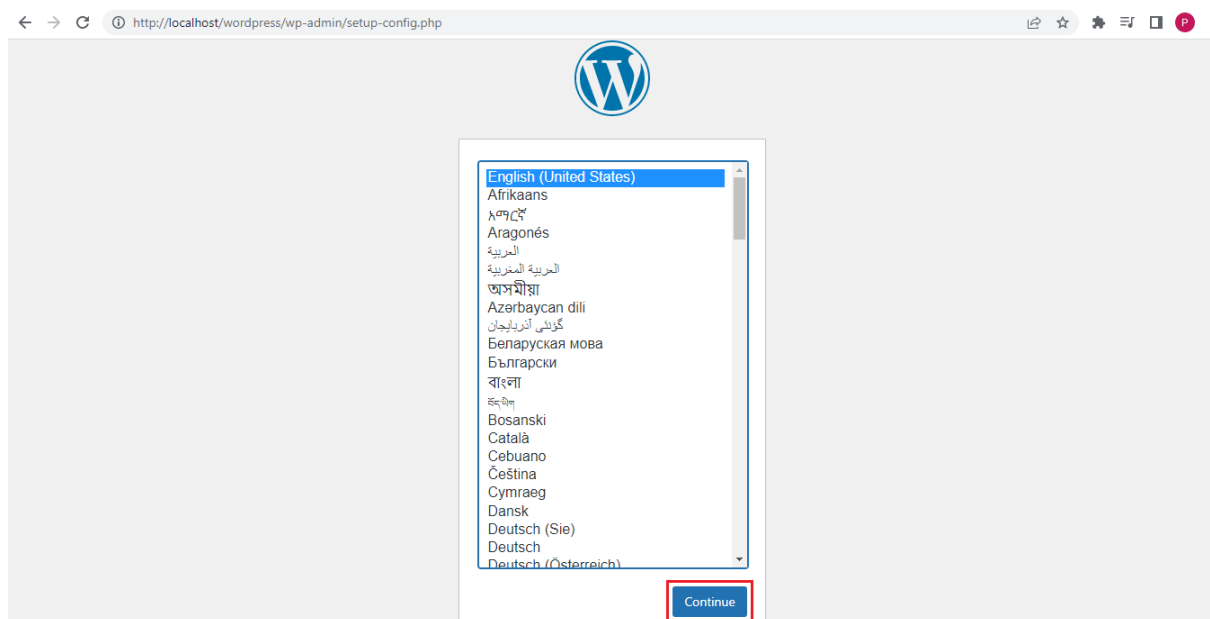 http://localhost/wordpress/wp-admin/setup-config.php
P
W
English (United States)
Afrikaans
አማርኛ
Aragonés
العربية
العربية المغربية
অসমীয়া
Azərbaycan dili
گؤنئی آذربایجان
Беларуская мова
Български
বাংলা
བོད་ཡིག
Bosanski
Català
Cebuano
Čeština
Cymraeg
Dansk
Deutsch (Sie)
Deutsch
Deutsch (Österreich)
Continue